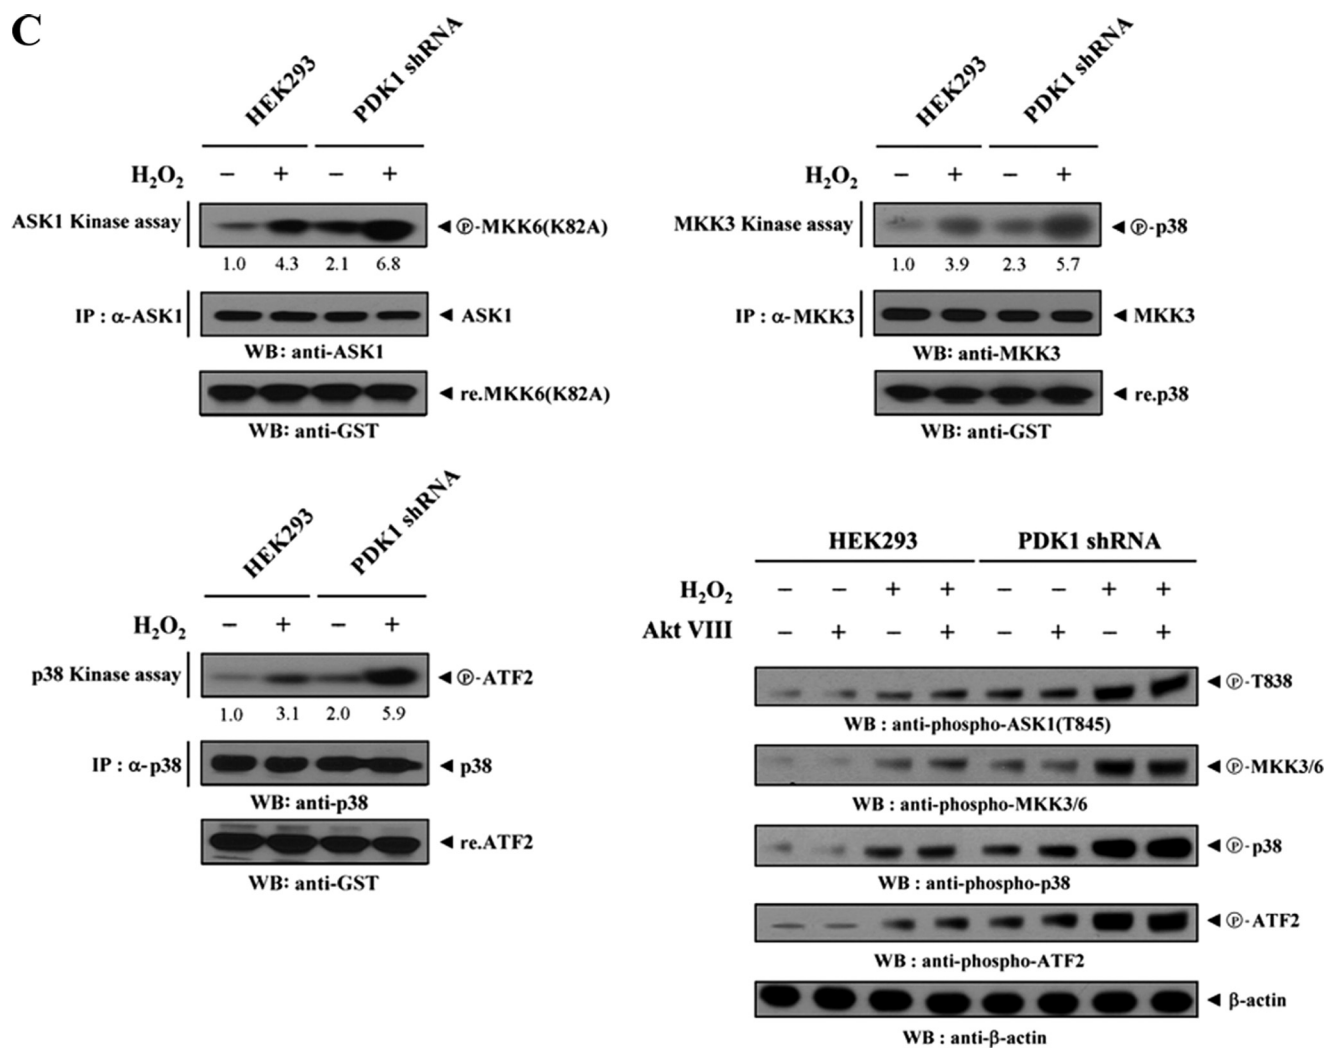 C
HEK293
PDK1 shRNA
H2O2 − + − +
ASK1 Kinase assay
◄ Ⓟ-MKK6(K82A)
1.0 4.3 2.1 6.8
IP : α-ASK1
◄ ASK1
WB: anti-ASK1
◄ re.MKK6(K82A)
WB: anti-GST
HEK293
PDK1 shRNA
H2O2 − + − +
MKK3 Kinase assay
◄ Ⓟ-p38
1.0 3.9 2.3 5.7
IP : α-MKK3
◄ MKK3
WB: anti-MKK3
◄ re.p38
WB: anti-GST
HEK293
PDK1 shRNA
H2O2 − + − +
p38 Kinase assay
◄ Ⓟ-ATF2
1.0 3.1 2.0 5.9
IP : α-p38
◄ p38
WB: anti-p38
◄ re.ATF2
WB: anti-GST
HEK293 PDK1 shRNA
H2O2 − − + + − − + +
Akt VIII − + − + − + − +
◄ Ⓟ-T838
WB : anti-phospho-ASK1(T845)
◄ Ⓟ-MKK3/6
WB : anti-phospho-MKK3/6
◄ Ⓟ-p38
WB : anti-phospho-p38
◄ Ⓟ-ATF2
WB : anti-phospho-ATF2
◄ β-actin
WB : anti-β-actin